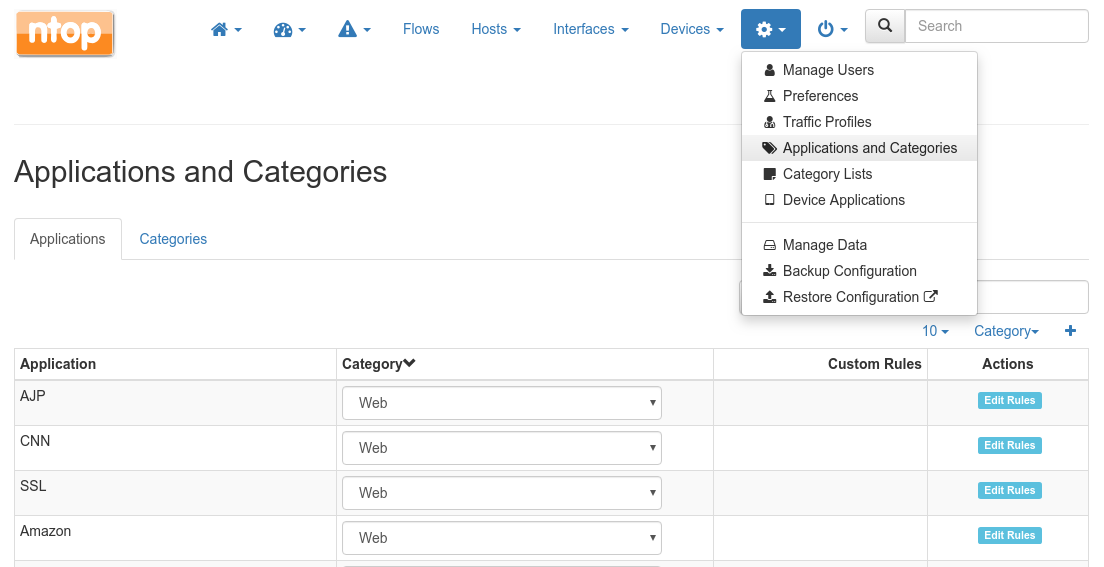 ntop
Flows Hosts Interfaces Devices Search
Manage Users
Preferences
Traffic Profiles
Applications and Categories
Category Lists
Device Applications
Manage Data
Backup Configuration
Restore Configuration
Applications and Categories
Applications Categories
10 Category
Application Category Custom Rules Actions
AJP Web Edit Rules
CNN Web Edit Rules
SSL Web Edit Rules
Amazon Web Edit Rules